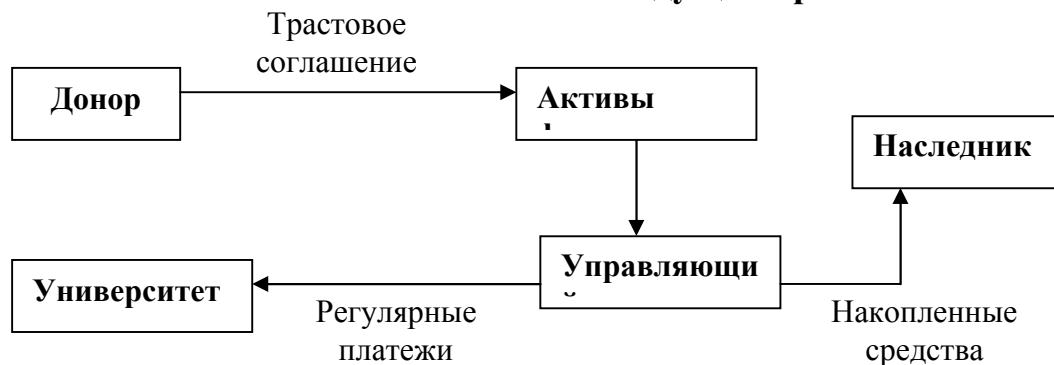 Трастовое
соглашение
Донор
Активы
Наследник
Управляющи
й
Университет
Регулярные
платежи
Накопленные
средства